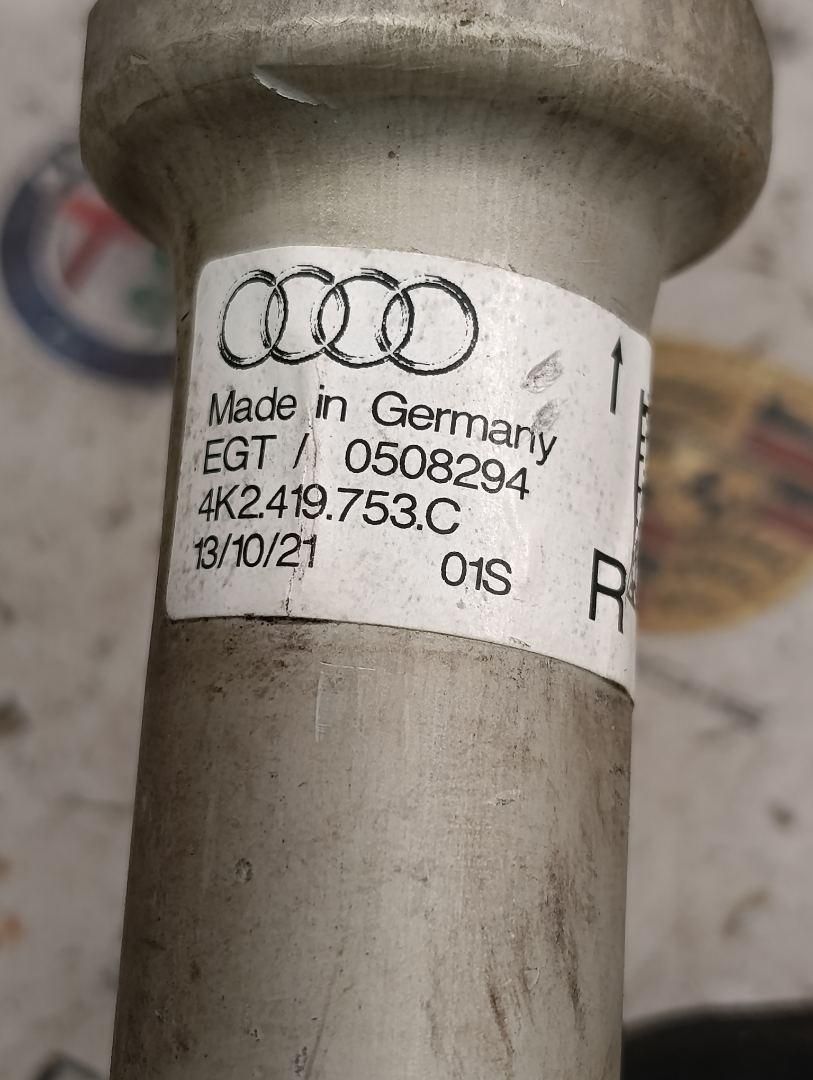 Made in Germany
EGT / 0508294
4K2.419.753.C
13/10/21 01S
R